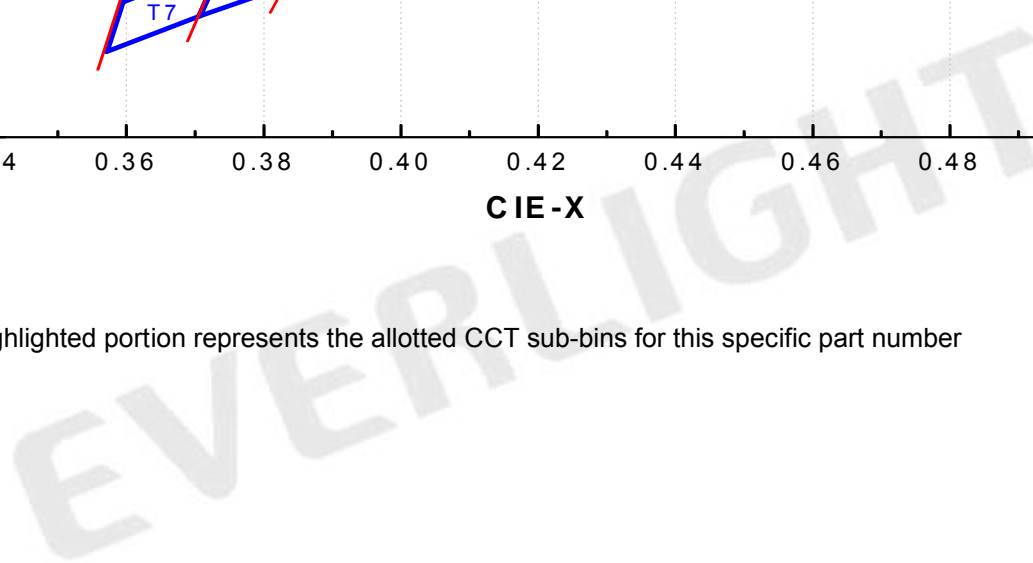 T7
4 0.36 0.38 0.40 0.42 0.44 0.46 0.48
CIE-X
ghlighted portion represents the allotted CCT sub-bins for this specific part number
EVERLIGHT